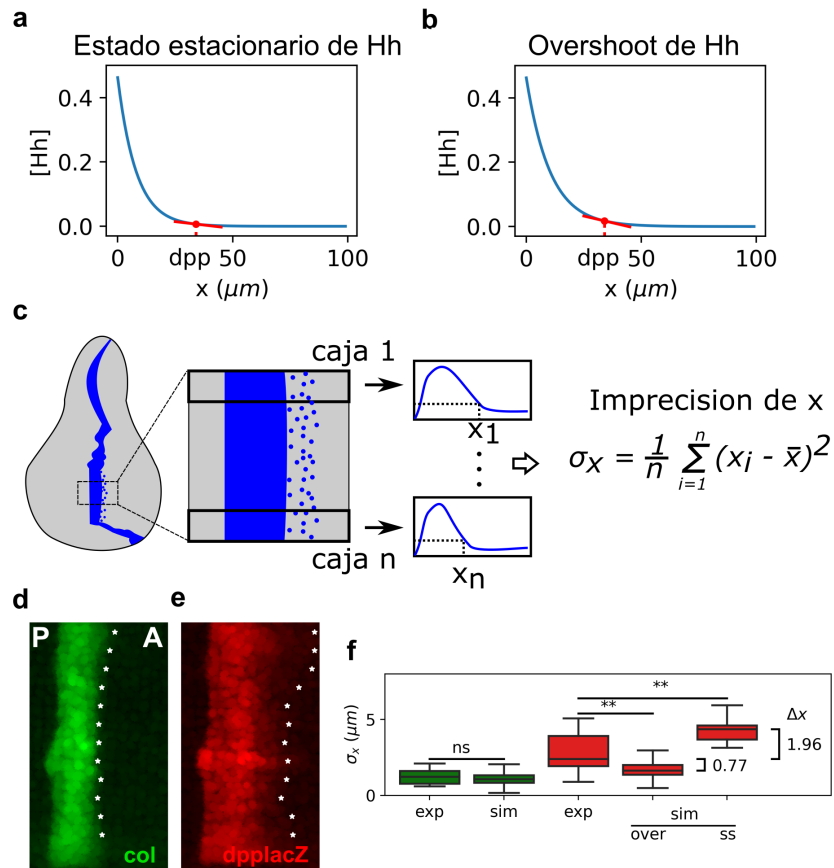 a
Estado estacionario de Hh
[Hh]
0.4
0.2
0.0
0
dpp
50
100
x (μm)
b
Overshoot de Hh
[Hh]
0.4
0.2
0.0
0
dpp
50
100
x (μm)
c
caja 1
x1
caja n
xn
Imprecision de x
σx = 1/n Σ (xi - x̄)2
n
i=1
d
P A
col
e
dpplacZ
f
σx (μm)
5
0
ns
**
**
Δx
1.96
0.77
exp sim exp sim
over ss